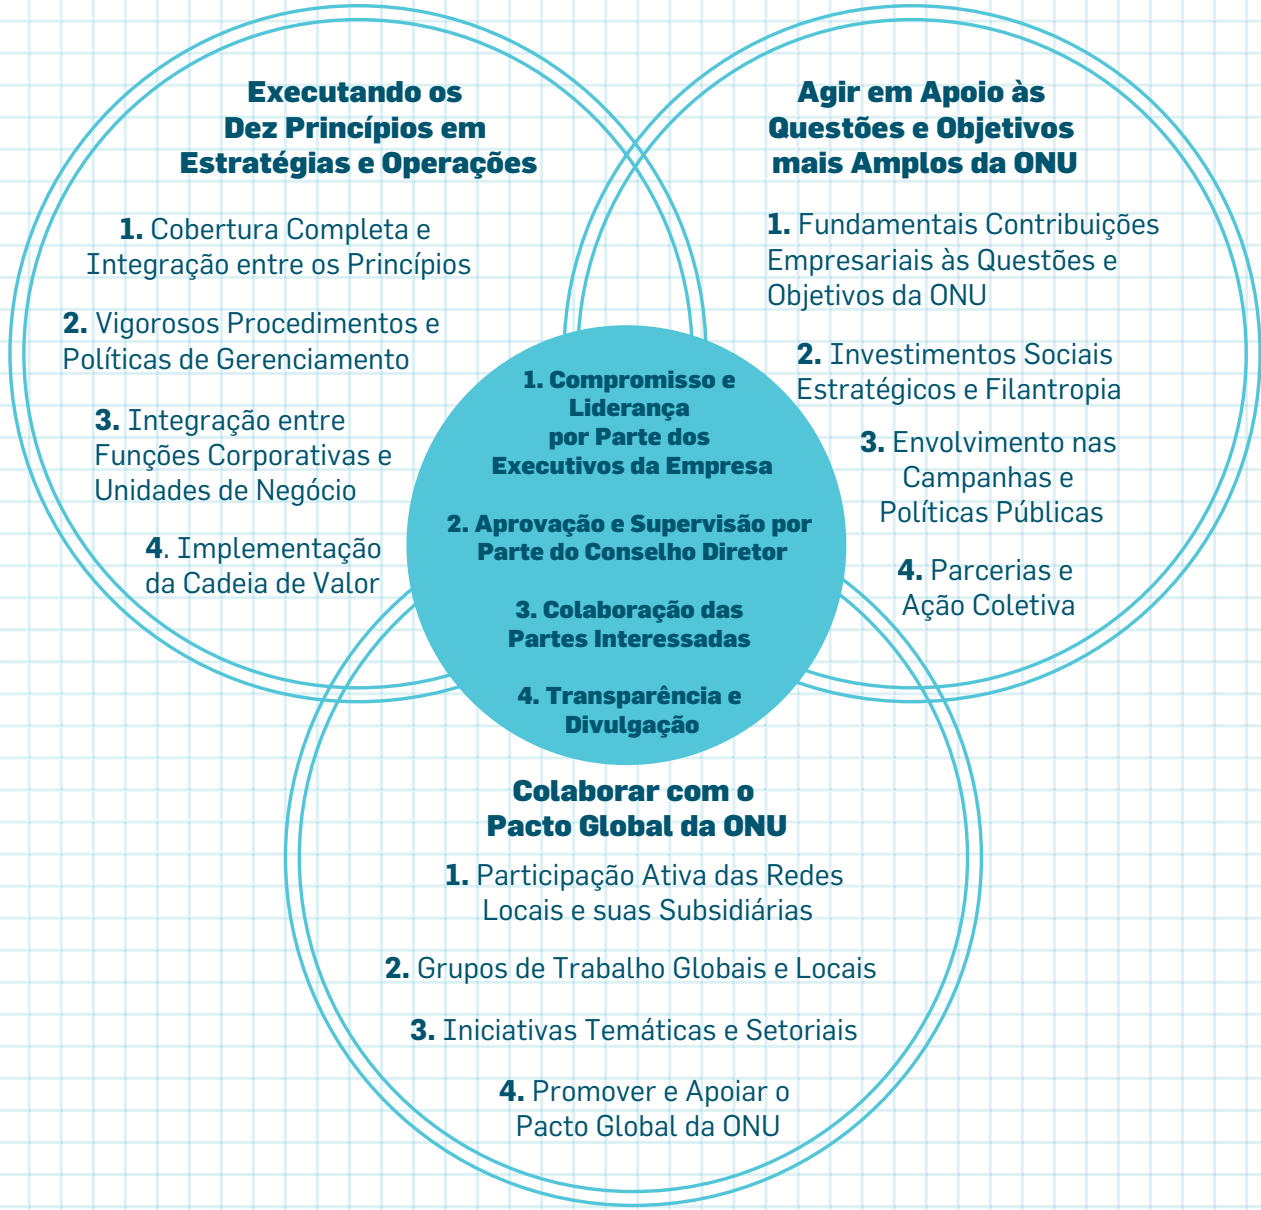 Executando os
Dez Princípios em
Estratégias e Operações
1. Cobertura Completa e
Integração entre os Princípios
2. Vigorosos Procedimentos e
Políticas de Gerenciamento
3. Integração entre
Funções Corporativas e
Unidades de Negócio
4. Implementação
da Cadeia de Valor
Agir em Apoio às
Questões e Objetivos
mais Amplos da ONU
1. Fundamentais Contribuições
Empresariais às Questões e
Objetivos da ONU
2. Investimentos Sociais
Estratégicos e Filantropia
3. Envolvimento nas
Campanhas e
Políticas Públicas
4. Parcerias e
Ação Coletiva
1. Compromisso e
Liderança
por Parte dos
Executivos da Empresa
2. Aprovação e Supervisão por
Parte do Conselho Diretor
3. Colaboração das
Partes Interessadas
4. Transparência e
Divulgação
Colaborar com o
Pacto Global da ONU
1. Participação Ativa das Redes
Locais e suas Subsidiárias
2. Grupos de Trabalho Globais e Locais
3. Iniciativas Temáticas e Setoriais
4. Promover e Apoiar o
Pacto Global da ONU